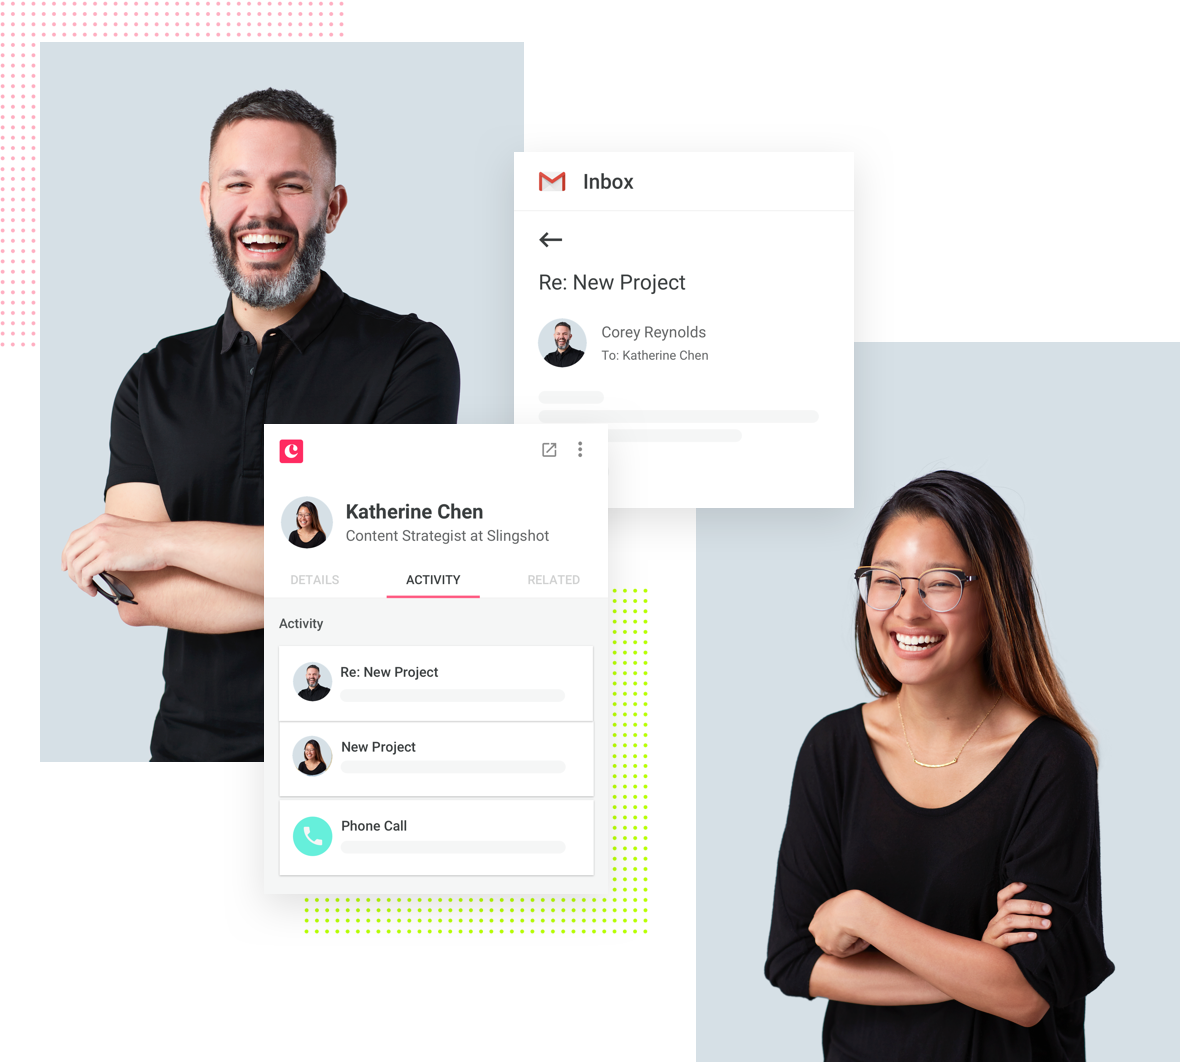 Inbox
Re: New Project
Corey Reynolds
To: Katherine Chen
Katherine Chen
Content Strategist at Slingshot
DETAILS ACTIVITY RELATED
Activity
Re: New Project
New Project
Phone Call